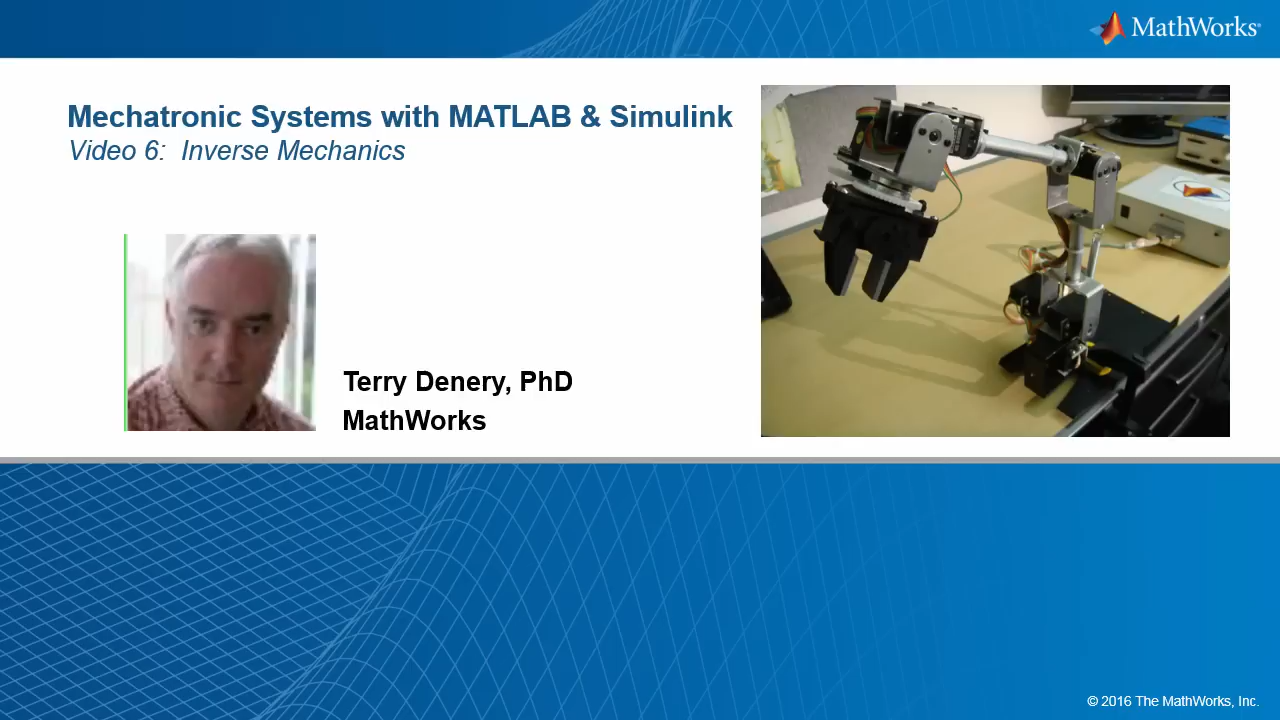 MathWorks®
Mechatronic Systems with MATLAB & Simulink
Video 6: Inverse Mechanics
Terry Denery, PhD
MathWorks
© 2016 The MathWorks, Inc.